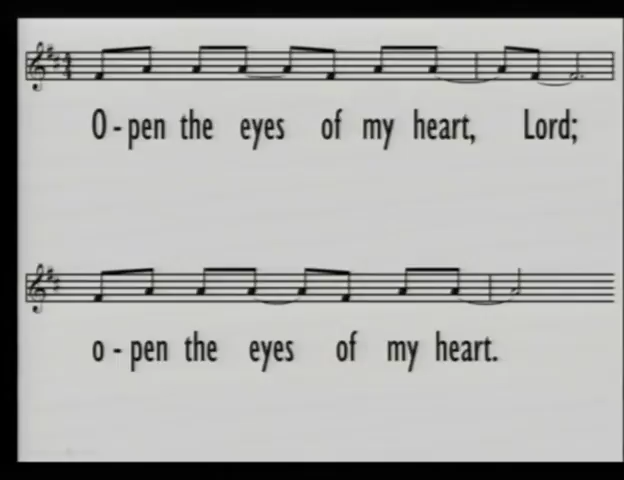 O-pen the eyes of my heart, Lord;
o-pen the eyes of my heart.